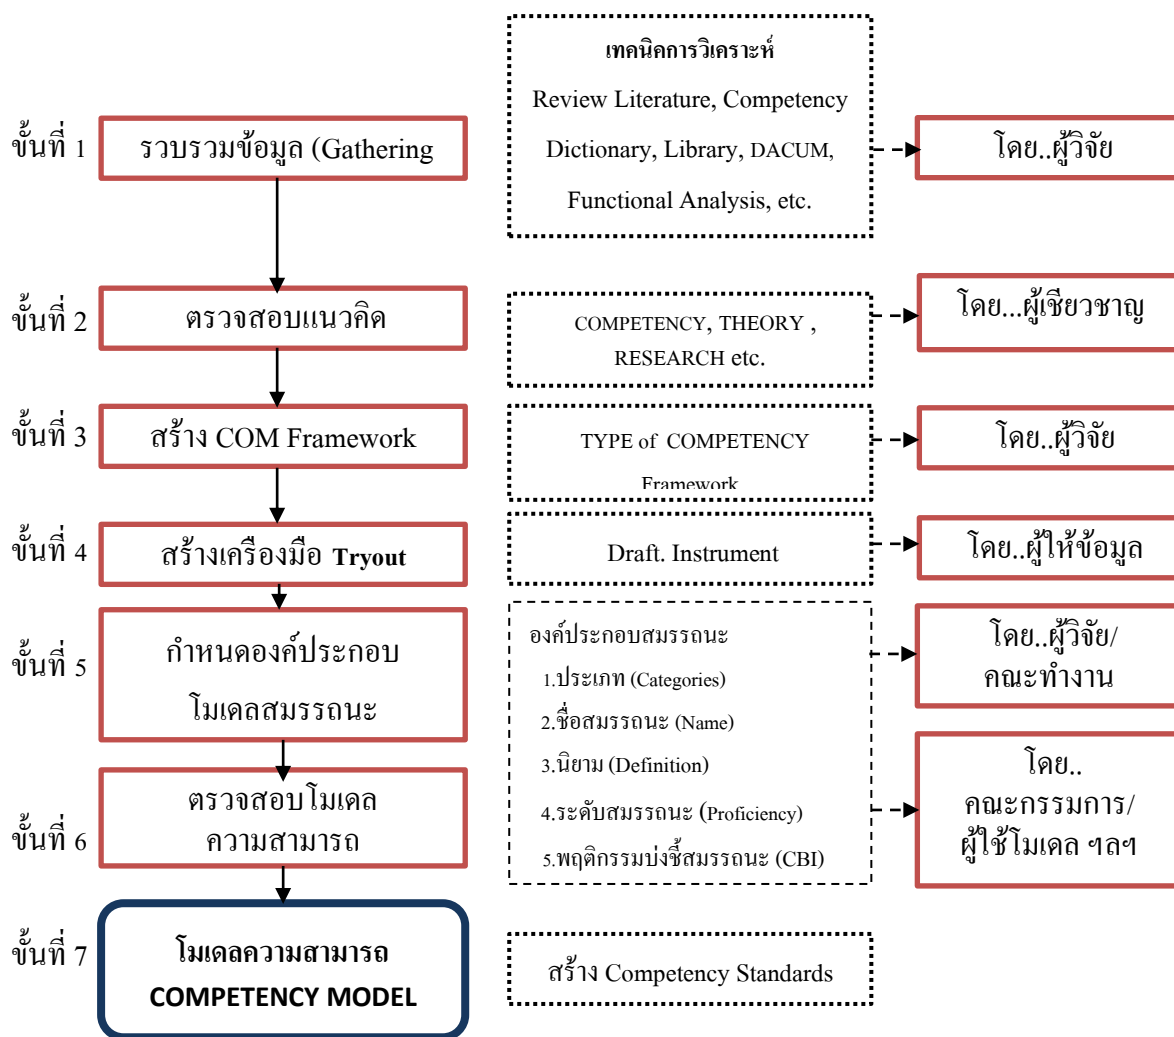 เทคนิคการวิเคราะห์
Review Literature, Competency
Dictionary, Library, DACUM,
Functional Analysis, etc.
ขั้นที่ 1
รวบรวมข้อมูล (Gathering
โดย..ผู้วิจัย
ขั้นที่ 2
ตรวจสอบแนวคิด
COMPETENCY, THEORY ,
RESEARCH etc.
โดย...ผู้เชียวชาญ
ขั้นที่ 3
สร้าง COM Framework
TYPE of COMPETENCY
Framework
โดย..ผู้วิจัย
ขั้นที่ 4
สร้างเครื่องมือ Tryout
Draft. Instrument
โดย..ผู้ให้ข้อมูล
ขั้นที่ 5
กำหนดองค์ประกอบ
โมเดลสมรรถนะ
องค์ประกอบสมรรถนะ
1.ประเภท (Categories)
2.ชื่อสมรรถนะ (Name)
3.นิยาม (Definition)
4.ระดับสมรรถนะ (Proficiency)
5.พฤติกรรมบ่งชี้สมรรถนะ (CBI)
โดย..ผู้วิจัย/
คณะทำงาน
ขั้นที่ 6
ตรวจสอบโมเดล
ความสามารถ
โดย..
คณะกรรมการ/
ผู้ใช้โมเดล ฯลฯ
ขั้นที่ 7
โมเดลความสามารถ
COMPETENCY MODEL
สร้าง Competency Standards